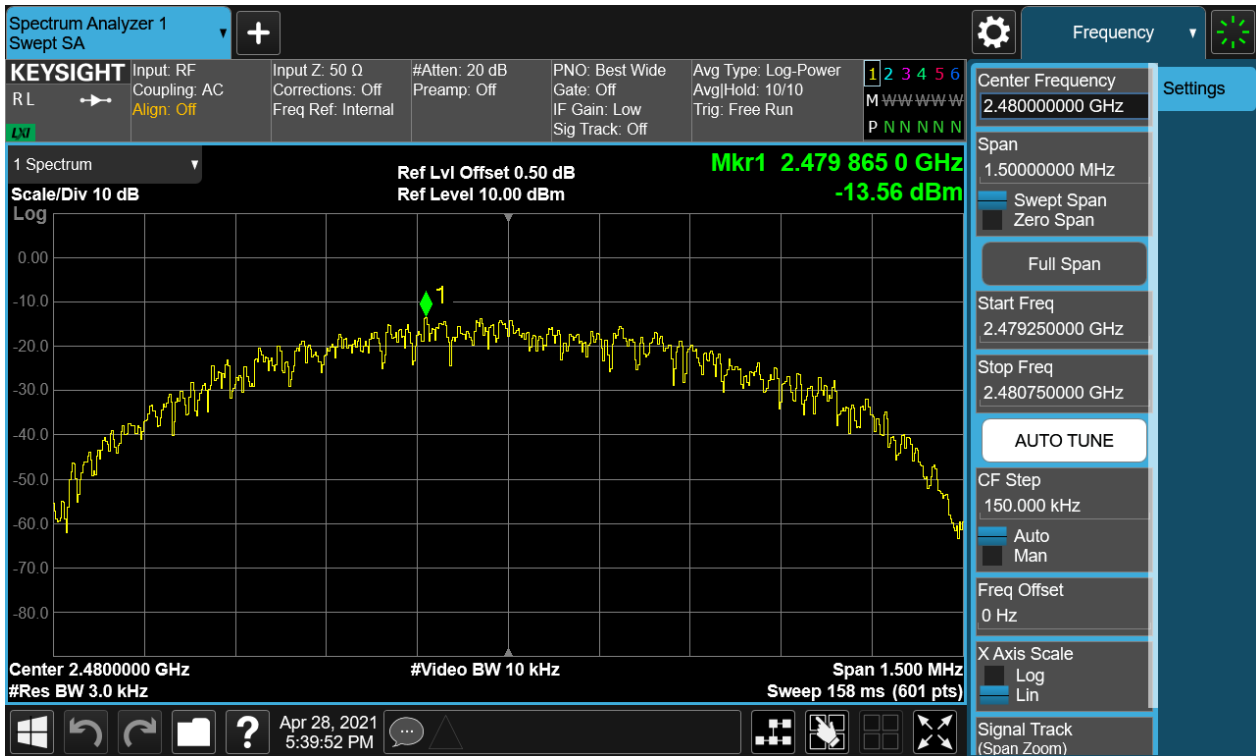 Spectrum Analyzer 1
Swept SA
+
Frequency
KEYSIGHT
R L
LXI
Input: RF
Coupling: AC
Align: Off
Input Z: 50 Ω
Corrections: Off
Freq Ref: Internal
#Atten: 20 dB
Preamp: Off
PNO: Best Wide
Gate: Off
IF Gain: Low
Sig Track: Off
Avg Type: Log-Power
Avg|Hold: 10/10
Trig: Free Run
1 2 3 4 5 6
M W W W W W
P N N N N N
1 Spectrum
Scale/Div 10 dB
Log
Ref Lvl Offset 0.50 dB
Ref Level 10.00 dBm
Mkr1 2.479 865 0 GHz
-13.56 dBm
1
0.00
-10.0
-20.0
-30.0
-40.0
-50.0
-60.0
-70.0
-80.0
Center 2.4800000 GHz
#Res BW 3.0 kHz
#Video BW 10 kHz
Span 1.500 MHz
Sweep 158 ms (601 pts)
Center Frequency
2.480000000 GHz
Span
1.50000000 MHz
Swept Span
Zero Span
Full Span
Start Freq
2.479250000 GHz
Stop Freq
2.480750000 GHz
AUTO TUNE
CF Step
150.000 kHz
Auto
Man
Freq Offset
0 Hz
X Axis Scale
Log
Lin
Signal Track
(Span Zoom)
Settings
?
Apr 28, 2021
5:39:52 PM